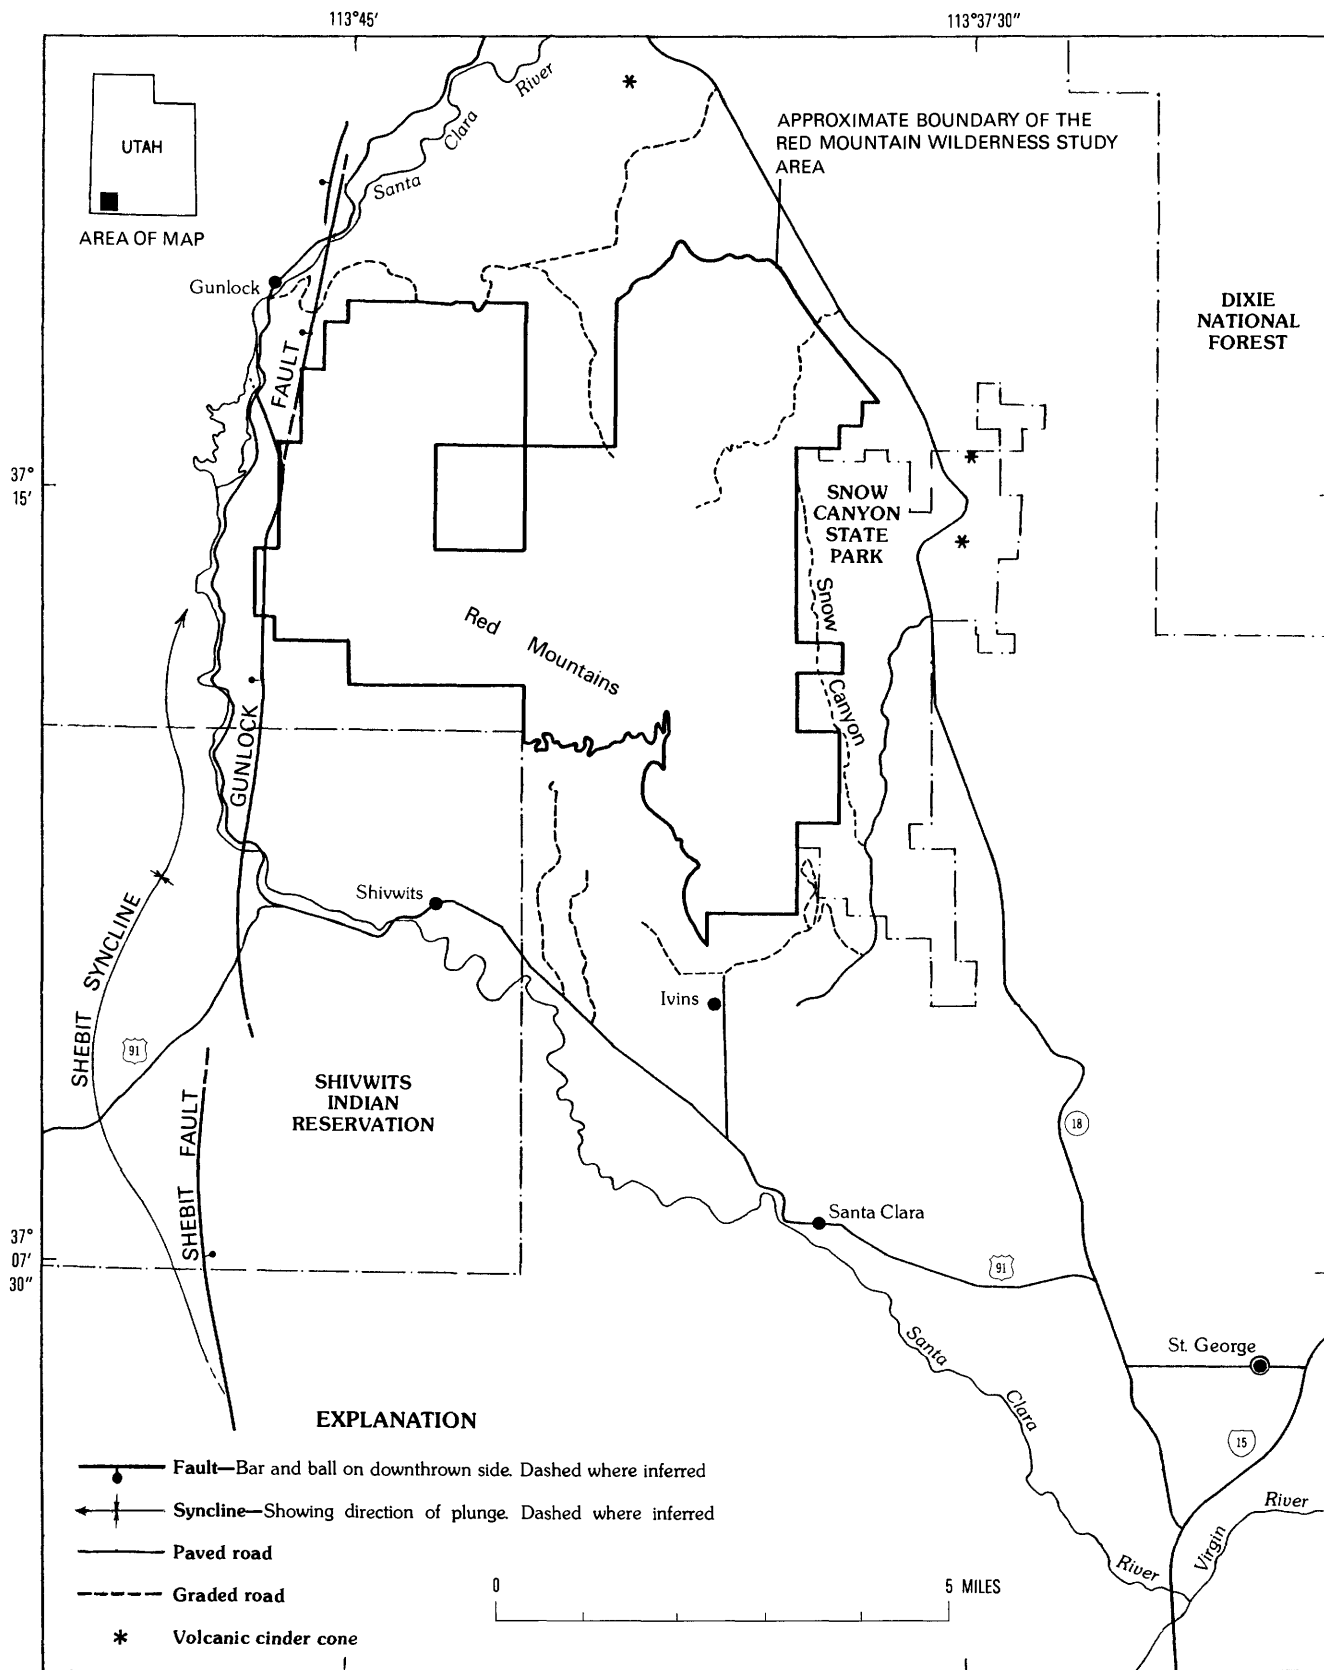 113°45′
113°37′30″
UTAH
AREA OF MAP
River
Clara
Santa
APPROXIMATE BOUNDARY OF THE
RED MOUNTAIN WILDERNESS STUDY
AREA
Gunlock
FAULT
DIXIE
NATIONAL
FOREST
37°
15′
SNOW
CANYON
STATE
PARK
Snow
Canyon
Red Mountains
GUNLOCK
Shivwits
SHEBIT SYNCLINE
91
Ivins
SHIVWITS
INDIAN
RESERVATION
SHEBIT FAULT
18
Santa Clara
37°
07′
30″
91
Santa
Clara
River
St. George
15
Virgin
River
EXPLANATION
Fault—Bar and ball on downthrown side. Dashed where inferred
Syncline—Showing direction of plunge. Dashed where inferred
Paved road
Graded road
Volcanic cinder cone
0 5 MILES